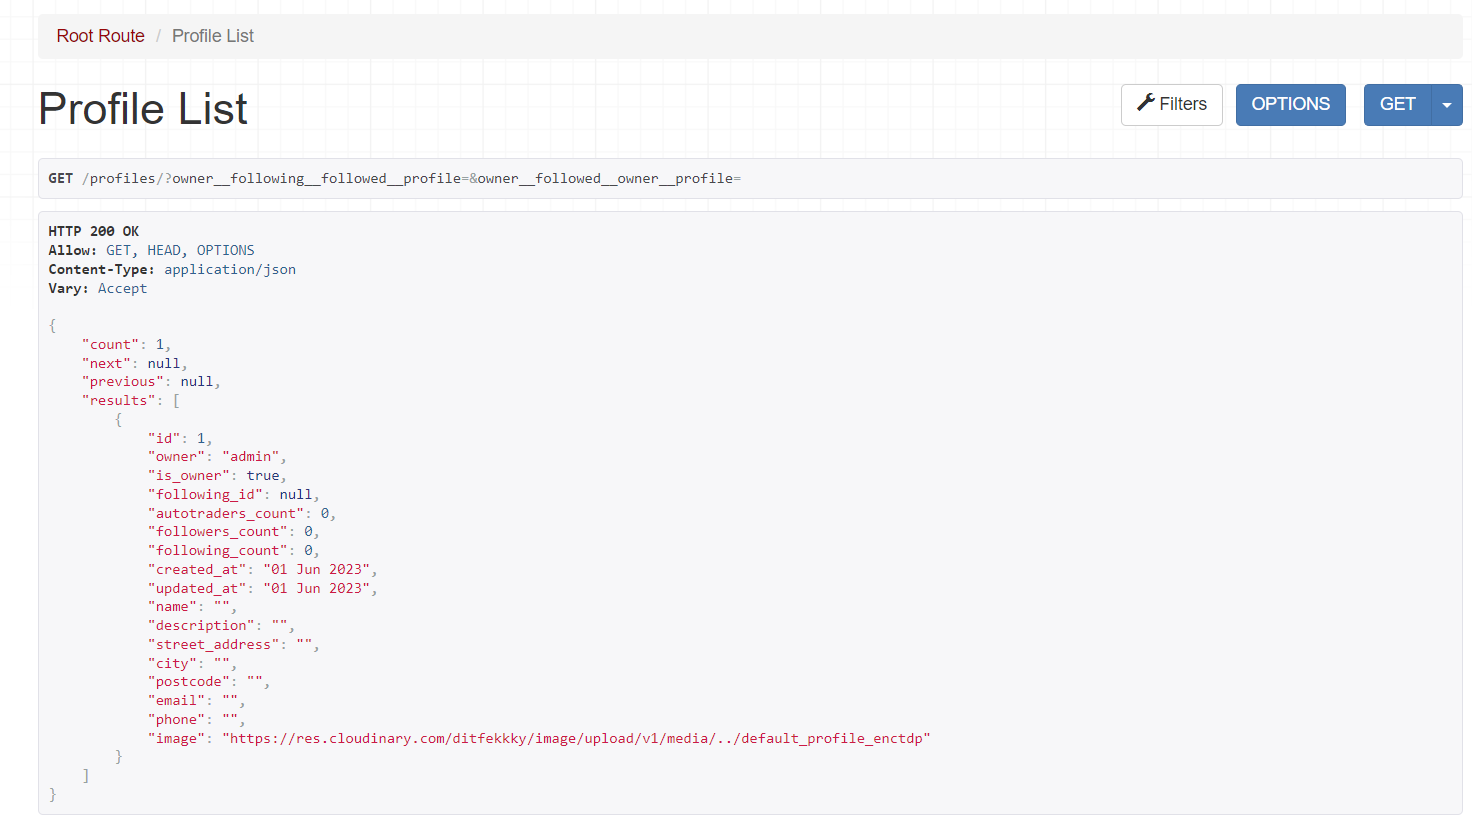 Root Route / Profile List
Profile List
Filters OPTIONS GET
GET /profiles/?owner__following__followed__profile=&owner__followed__owner__profile=
HTTP 200 OK
Allow: GET, HEAD, OPTIONS
Content-Type: application/json
Vary: Accept
{
    "count": 1,
    "next": null,
    "previous": null,
    "results": [
        {
            "id": 1,
            "owner": "admin",
            "is_owner": true,
            "following_id": null,
            "autotraders_count": 0,
            "followers_count": 0,
            "following_count": 0,
            "created_at": "01 Jun 2023",
            "updated_at": "01 Jun 2023",
            "name": "",
            "description": "",
            "street_address": "",
            "city": "",
            "postcode": "",
            "email": "",
            "phone": "",
            "image": "https://res.cloudinary.com/ditfekkky/image/upload/v1/media/../default_profile_enctdp"
        }
    ]
}